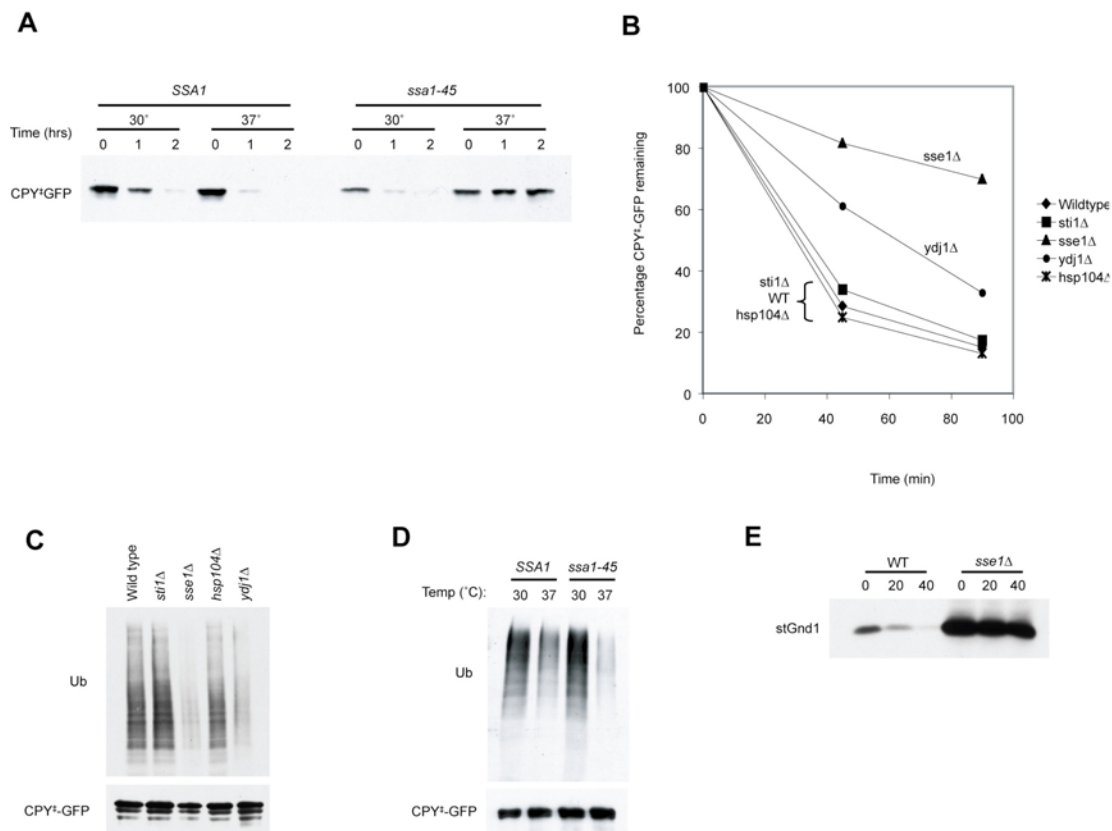 A
SSA1 ssa1-45
30˚ 37˚ 30˚ 37˚
Time (hrs) 0 1 2 0 1 2 0 1 2 0 1 2
CPY‡GFP
B
Percentage CPY‡-GFP remaining
100
80
60
40
20
0
0 20 40 60 80 100
Time (min)
sse1Δ
ydj1Δ
sti1Δ
WT
hsp104Δ
Wildtype
sti1Δ
sse1Δ
ydj1Δ
hsp104Δ
C
Wild type sti1Δ sse1Δ hsp104Δ ydj1Δ
Ub
CPY‡-GFP
D
SSA1 ssa1-45
Temp (˚C): 30 37 30 37
Ub
CPY‡-GFP
E
WT sse1Δ
0 20 40 0 20 40
stGnd1